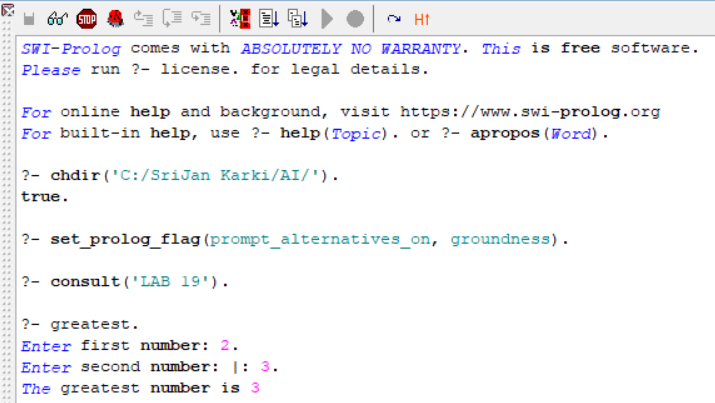 STOP H↑
SWI-Prolog comes with ABSOLUTELY NO WARRANTY. This is free software.
Please run ?- license. for legal details.
For online help and background, visit https://www.swi-prolog.org
For built-in help, use ?- help(Topic). or ?- apropos(Word).
?- chdir('C:/SriJan Karki/AI/').
true.
?- set_prolog_flag(prompt_alternatives_on, groundness).
?- consult('LAB 19').
?- greatest.
Enter first number: 2.
Enter second number: |: 3.
The greatest number is 3